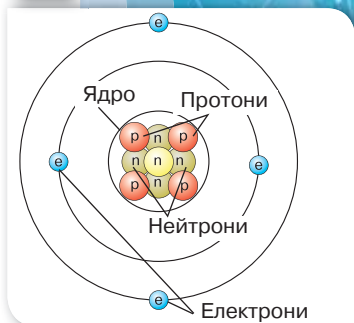 e
Ядро
Протони
p n p
e n n n e
p n p
Нейтрони
e
Електрони